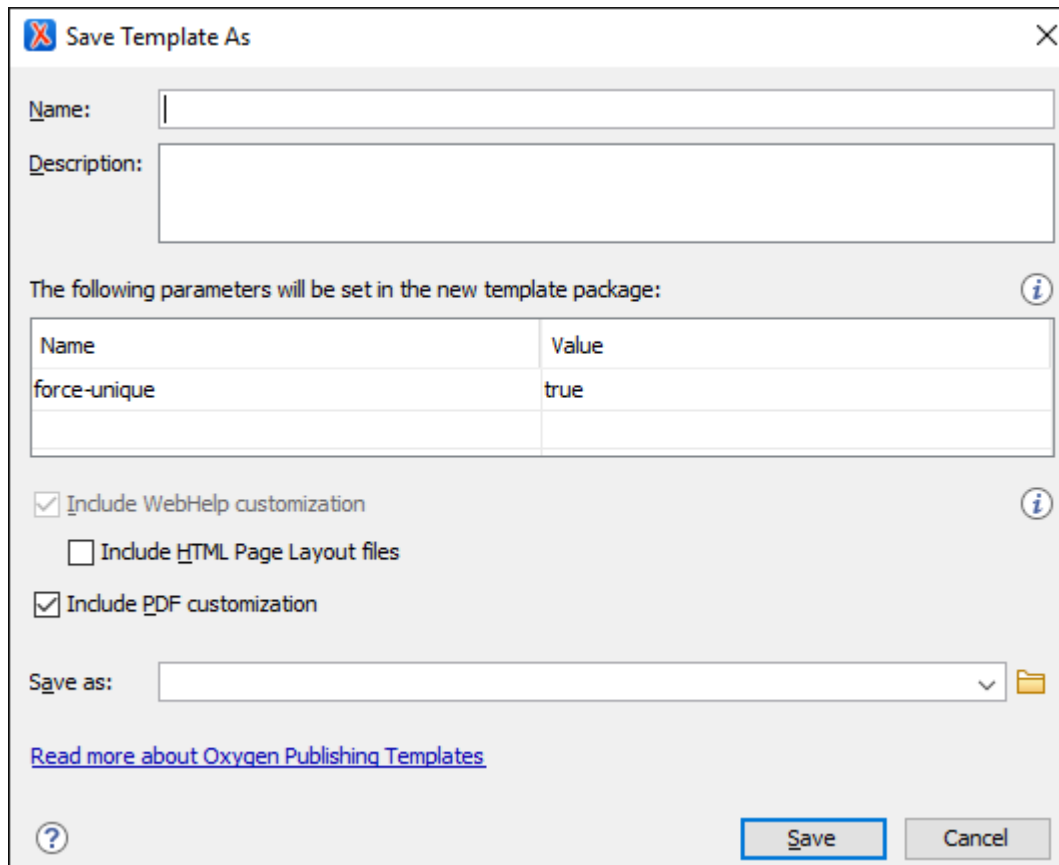 Save Template As
Name:
Description:
The following parameters will be set in the new template package:
Name Value
force-unique true
Include WebHelp customization
Include HTML Page Layout files
Include PDF customization
Save as:
Read more about Oxygen Publishing Templates
Save Cancel